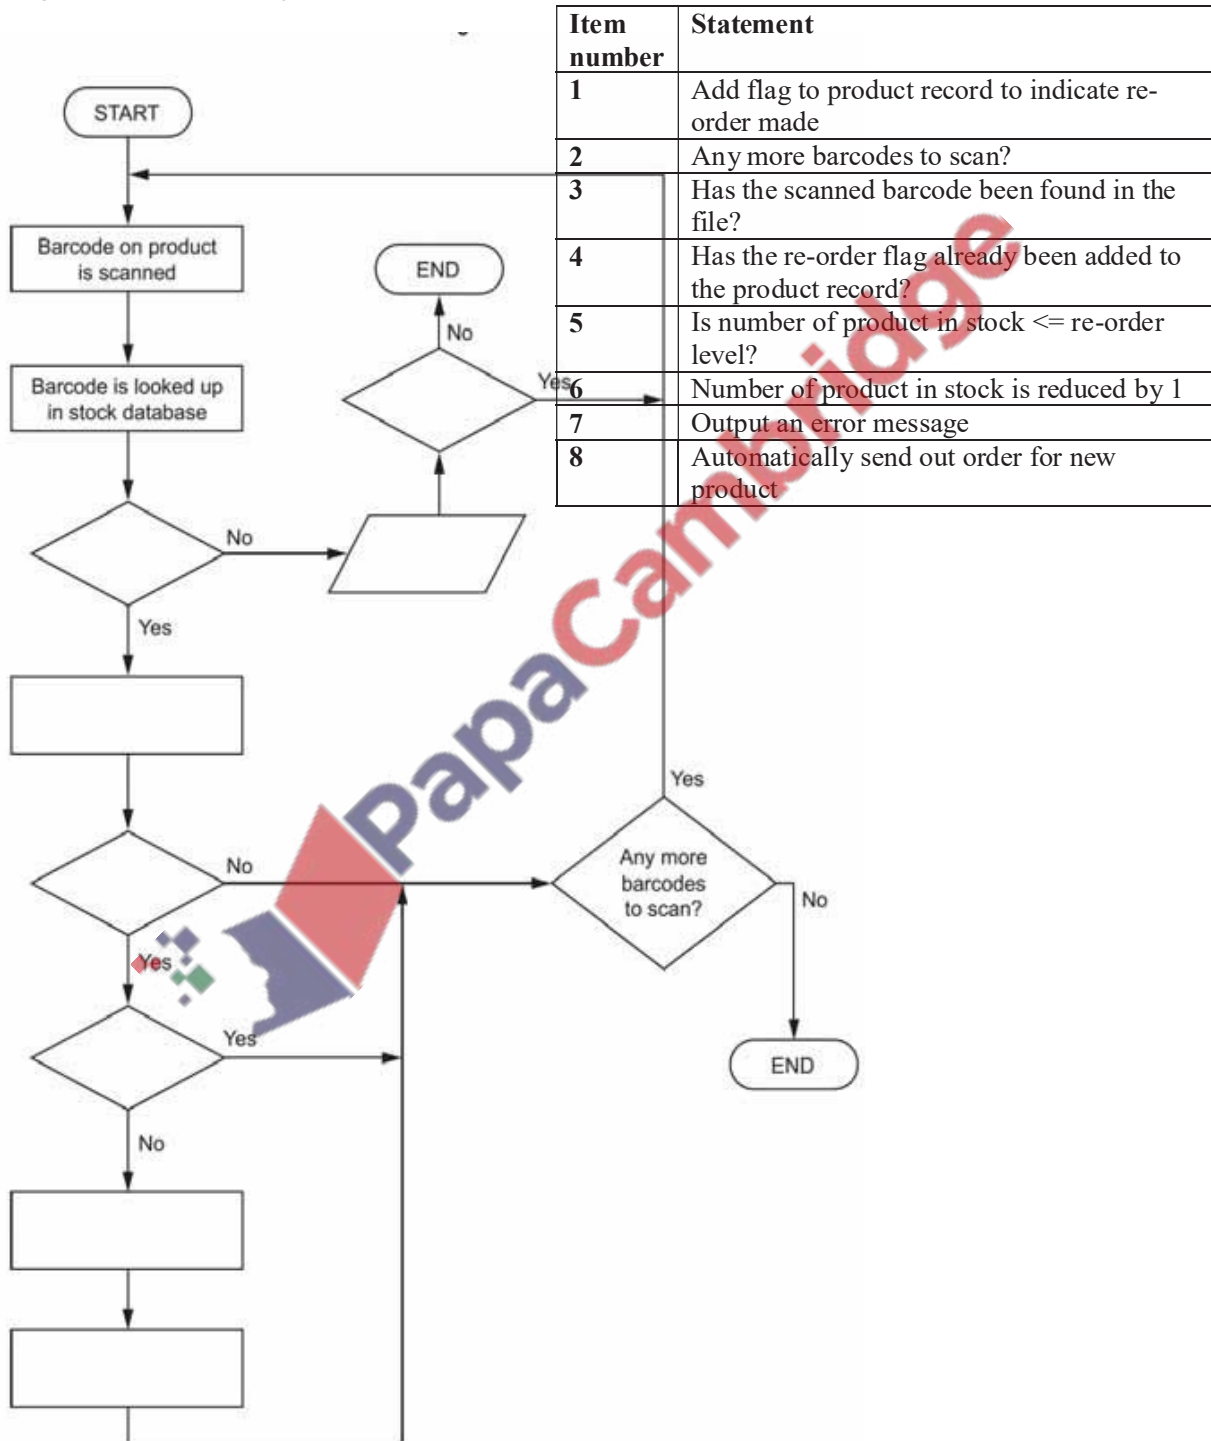 Item number Statement
1 Add flag to product record to indicate re-
order made
2 Any more barcodes to scan?
3 Has the scanned barcode been found in the
file?
4 Has the re-order flag already been added to
the product record?
5 Is number of product in stock <= re-order
level?
6 Number of product in stock is reduced by 1
7 Output an error message
8 Automatically send out order for new
product
START
Barcode on product
is scanned
END
No
Yes
Barcode is looked up
in stock database
No
Yes
Yes
No
Any more
barcodes
to scan?
No
Yes
Yes
END
No
PapaCambridge